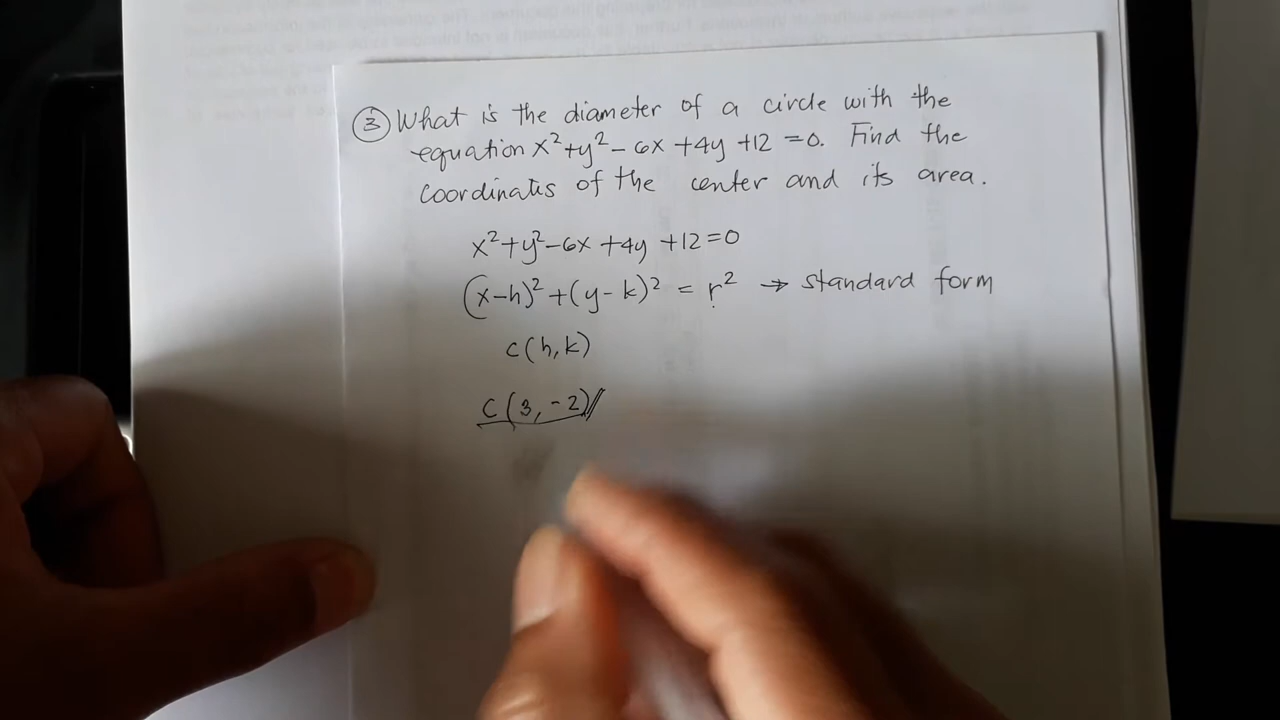 ③ What is the diameter of a circle with the
equation x²+y²-6x+4y+12=0. Find the
coordinates of the center and its area.
x²+y²-6x+4y+12=0
(x-h)²+(y-k)²=r² → standard form
C(h,k)
C(3,-2)//